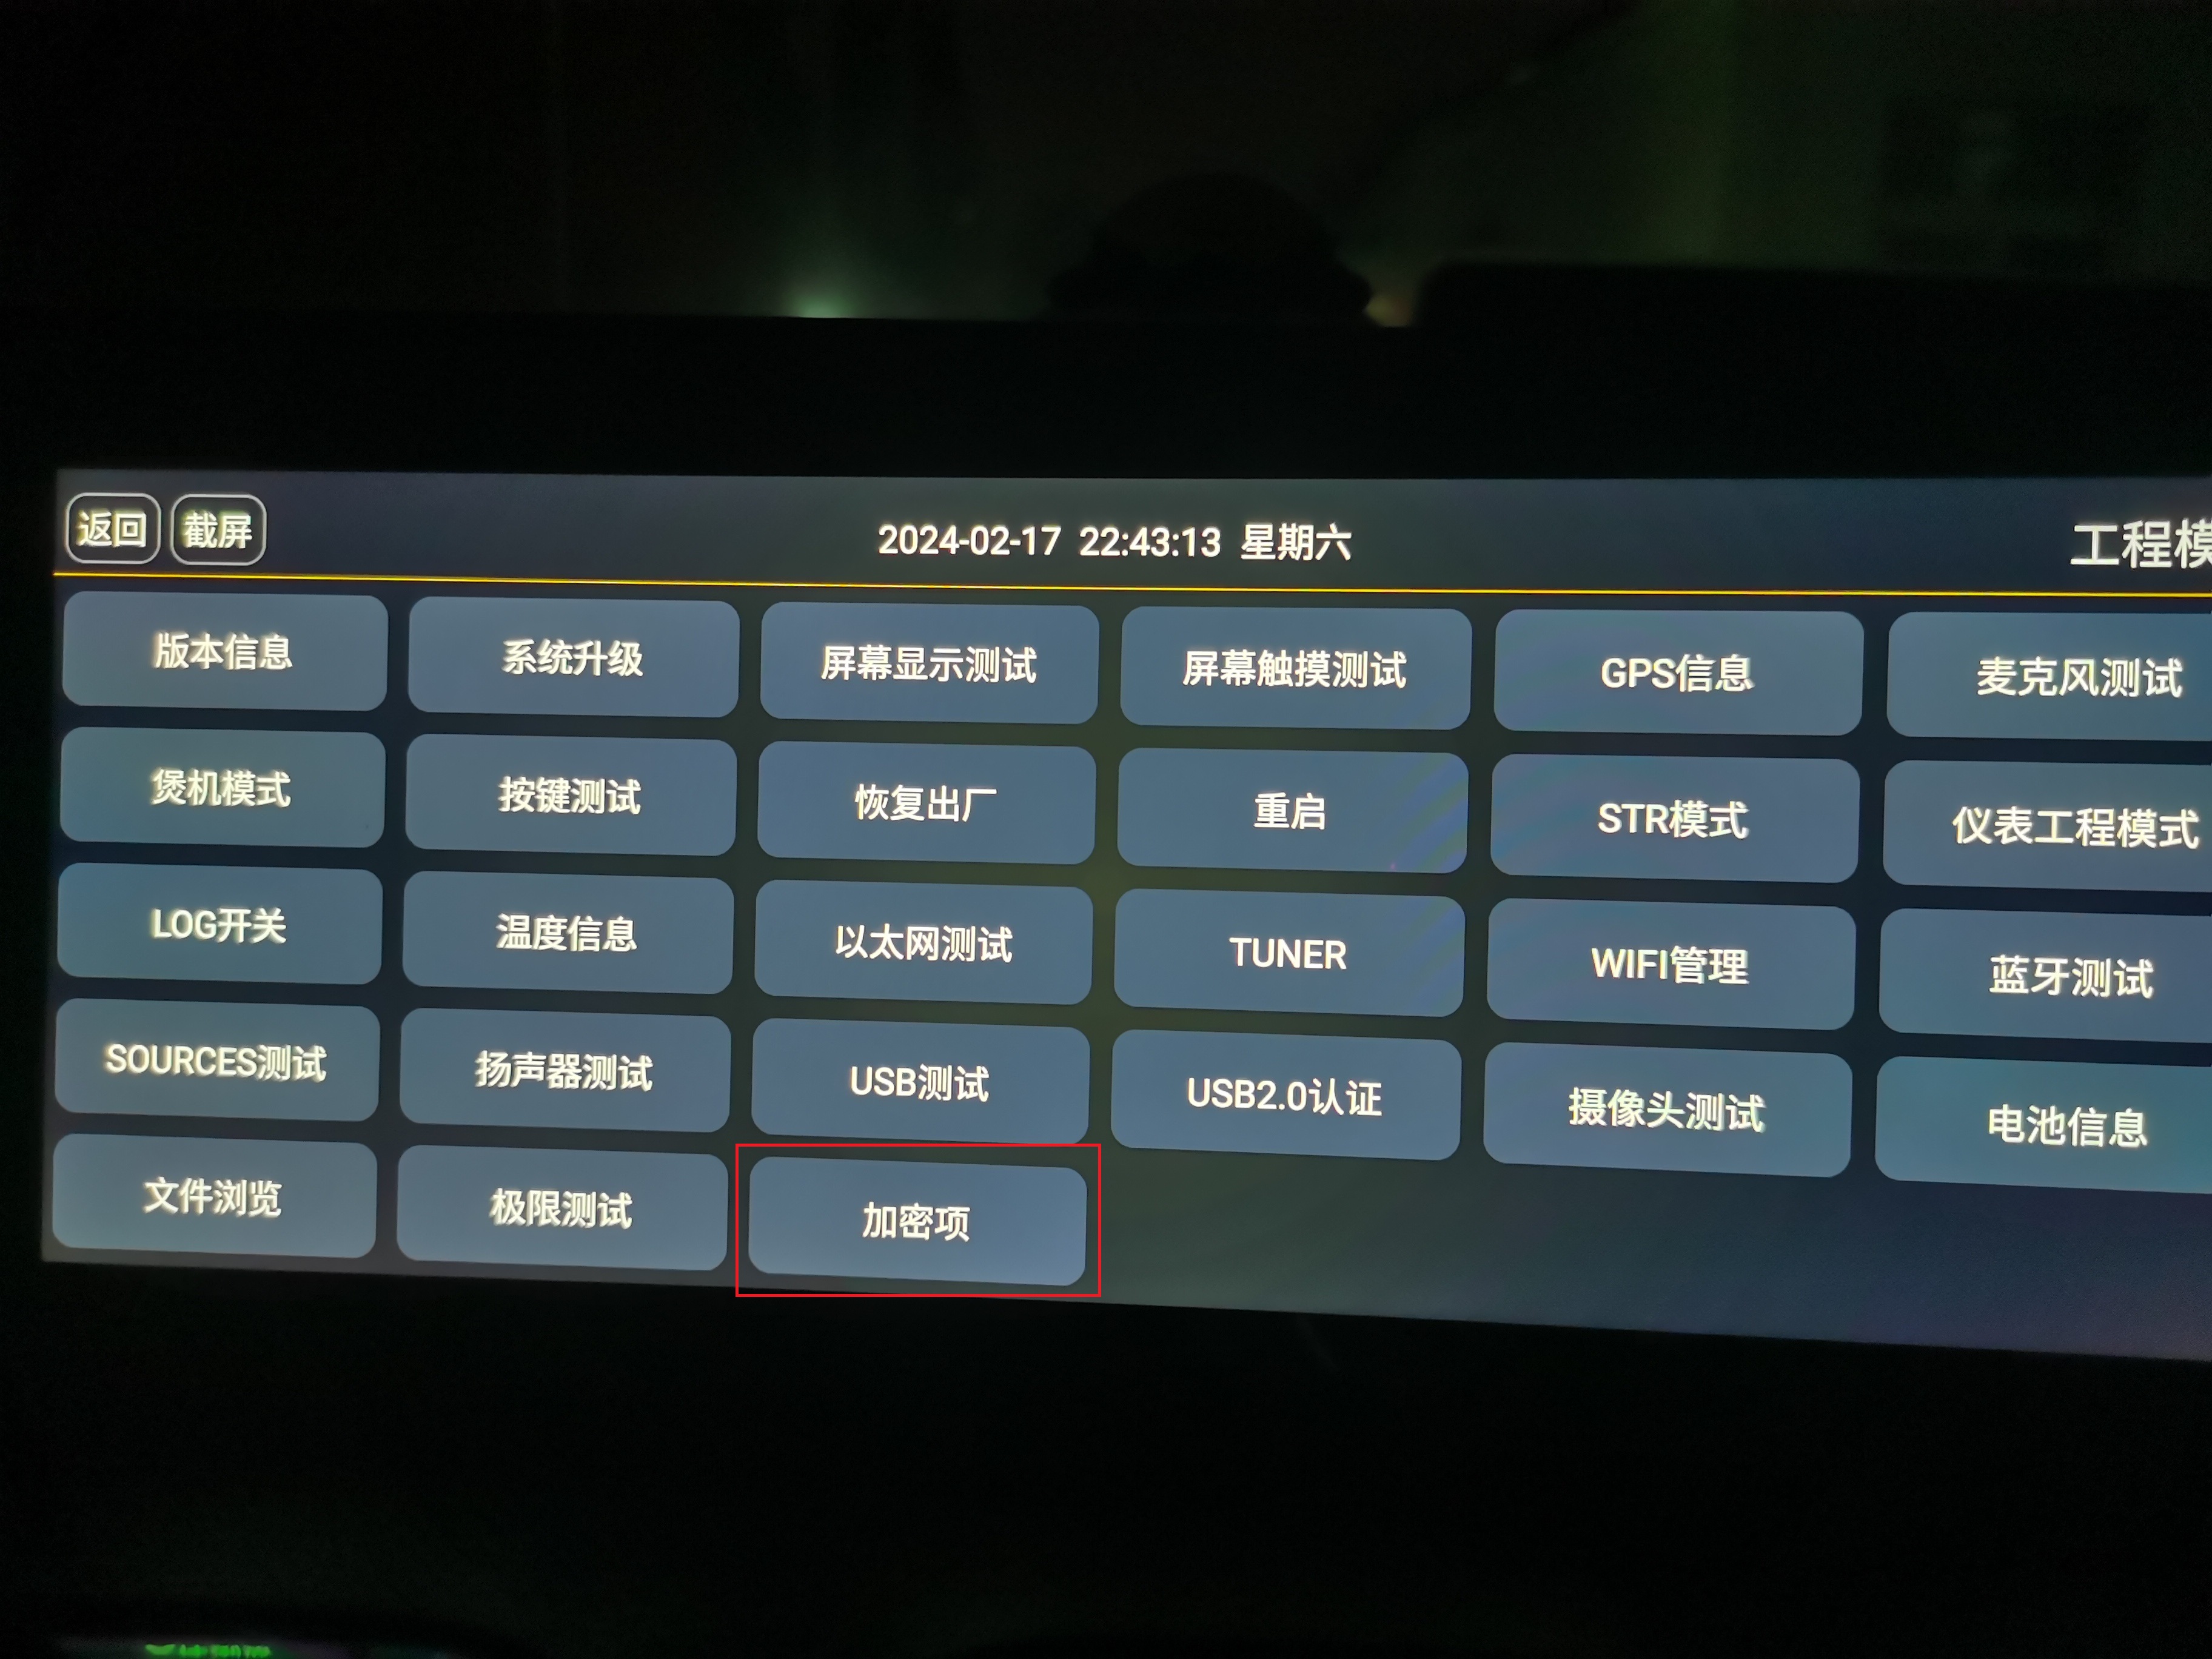 返回 截屏 2024-02-17 22:43:13 星期六 工程模
版本信息 系统升级 屏幕显示测试 屏幕触摸测试 GPS信息 麦克风测试
煲机模式 按键测试 恢复出厂 重启 STR模式 仪表工程模式
LOG开关 温度信息 以太网测试 TUNER WIFI管理 蓝牙测试
SOURCES测试 扬声器测试 USB测试 USB2.0认证 摄像头测试 电池信息
文件浏览 极限测试 加密项